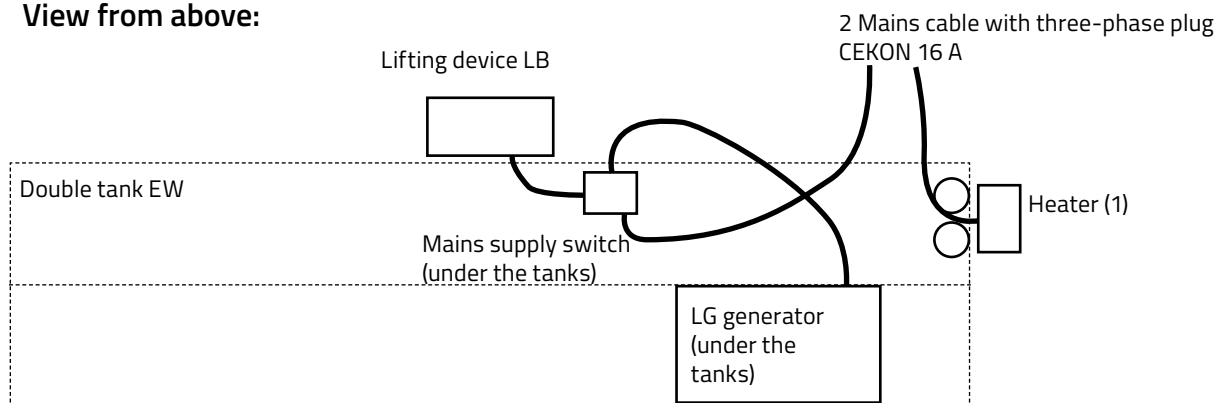 View from above:
2 Mains cable with three-phase plug
CEKON 16 A
Lifting device LB
Double tank EW
Heater (1)
Mains supply switch
(under the tanks)
LG generator
(under the
tanks)